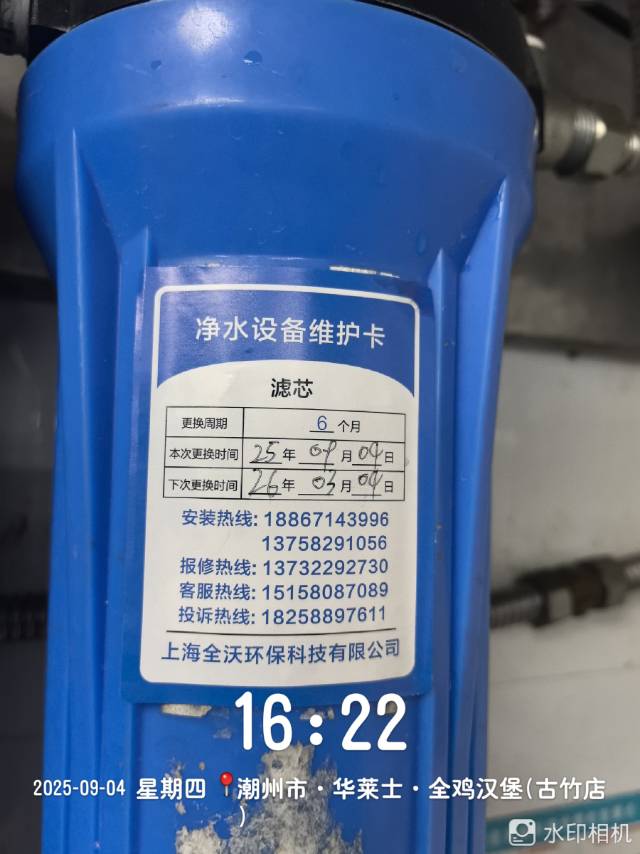 净水设备维护卡
滤芯
更换周期 6 个月
本次更换时间 25 年 09 月 04 日
下次更换时间 26 年 03 月 04 日
安装热线: 18867143996
13758291056
报修热线: 13732292730
客服热线: 15158087089
投诉热线: 18258897611
上海全沃环保科技有限公司
16:22
2025-09-04 星期四 潮州市·华莱士·全鸡汉堡(古竹店
)
水印相机